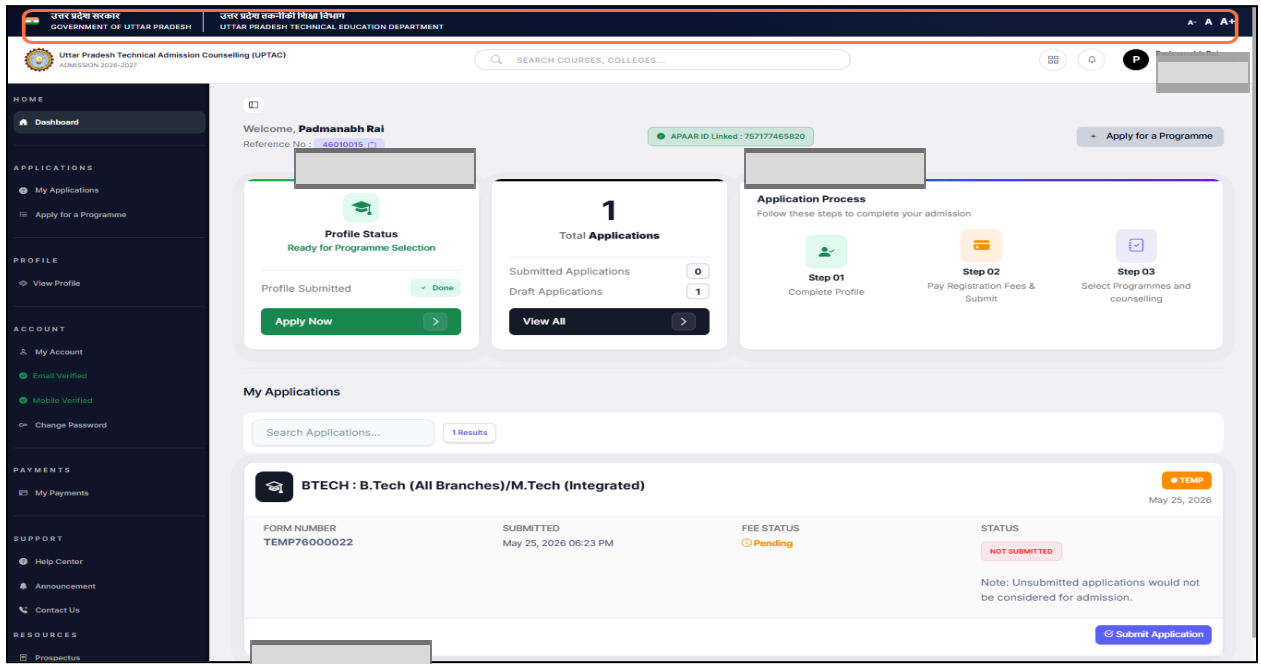 उत्तर प्रदेश सरकार
GOVERNMENT OF UTTAR PRADESH
उत्तर प्रदेश तकनीकी शिक्षा विभाग
UTTAR PRADESH TECHNICAL EDUCATION DEPARTMENT
A- A A+
Uttar Pradesh Technical Admission Counselling (UPTAC)
ADMISSION 2026-2027
SEARCH COURSES, COLLEGES...
P
HOME
Dashboard
APPLICATIONS
My Applications
Apply for a Programme
PROFILE
View Profile
ACCOUNT
My Account
Email Verified
Mobile Verified
Change Password
PAYMENTS
My Payments
SUPPORT
Help Center
Announcement
Contact Us
RESOURCES
Prospectus
Welcome, Padmanabh Rai
Reference No : 46010015
APAAR ID Linked : 757177465820
+ Apply for a Programme
Profile Status
Ready for Programme Selection
Profile Submitted
Done
Apply Now
1
Total Applications
Submitted Applications 0
Draft Applications 1
View All
Application Process
Follow these steps to complete your admission
Step 01
Complete Profile
Step 02
Pay Registration Fees &
Submit
Step 03
Select Programmes and
counselling
My Applications
Search Applications...
1 Results
BTECH : B.Tech (All Branches)/M.Tech (Integrated)
TEMP
May 25, 2026
FORM NUMBER
TEMP76000022
SUBMITTED
May 25, 2026 06:23 PM
FEE STATUS
Pending
STATUS
NOT SUBMITTED
Note: Unsubmitted applications would not
be considered for admission.
Submit Application